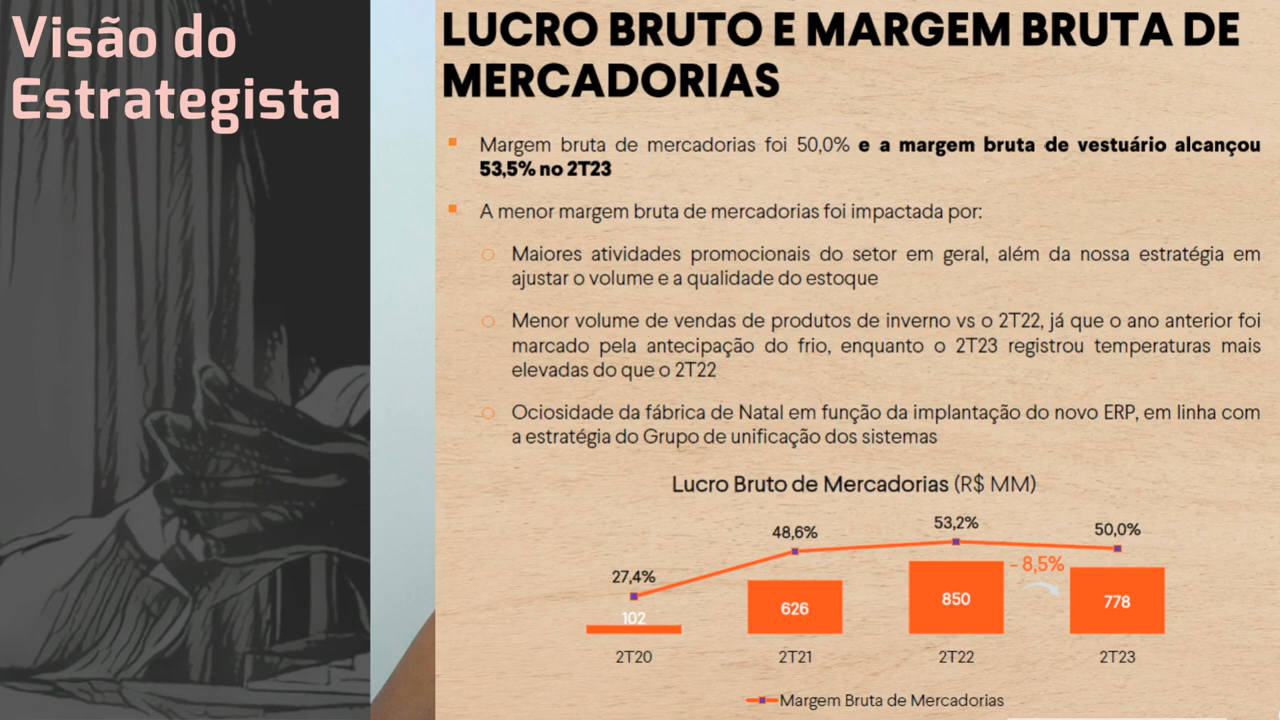 Visão do
Estrategista
LUCRO BRUTO E MARGEM BRUTA DE
MERCADORIAS
Margem bruta de mercadorias foi 50,0% e a margem bruta de vestuário alcançou
53,5% no 2T23
A menor margem bruta de mercadorias foi impactada por:
Maiores atividades promocionais do setor em geral, além da nossa estratégia em
ajustar o volume e a qualidade do estoque
Menor volume de vendas de produtos de inverno vs o 2T22, já que o ano anterior foi
marcado pela antecipação do frio, enquanto o 2T23 registrou temperaturas mais
elevadas do que o 2T22
Ociosidade da fábrica de Natal em função da implantação do novo ERP, em linha com
a estratégia do Grupo de unificação dos sistemas
Lucro Bruto de Mercadorias (R$ MM)
27,4% 48,6% 53,2% 50,0%
- 8,5%
102 626 850 778
2T20 2T21 2T22 2T23
Margem Bruta de Mercadorias